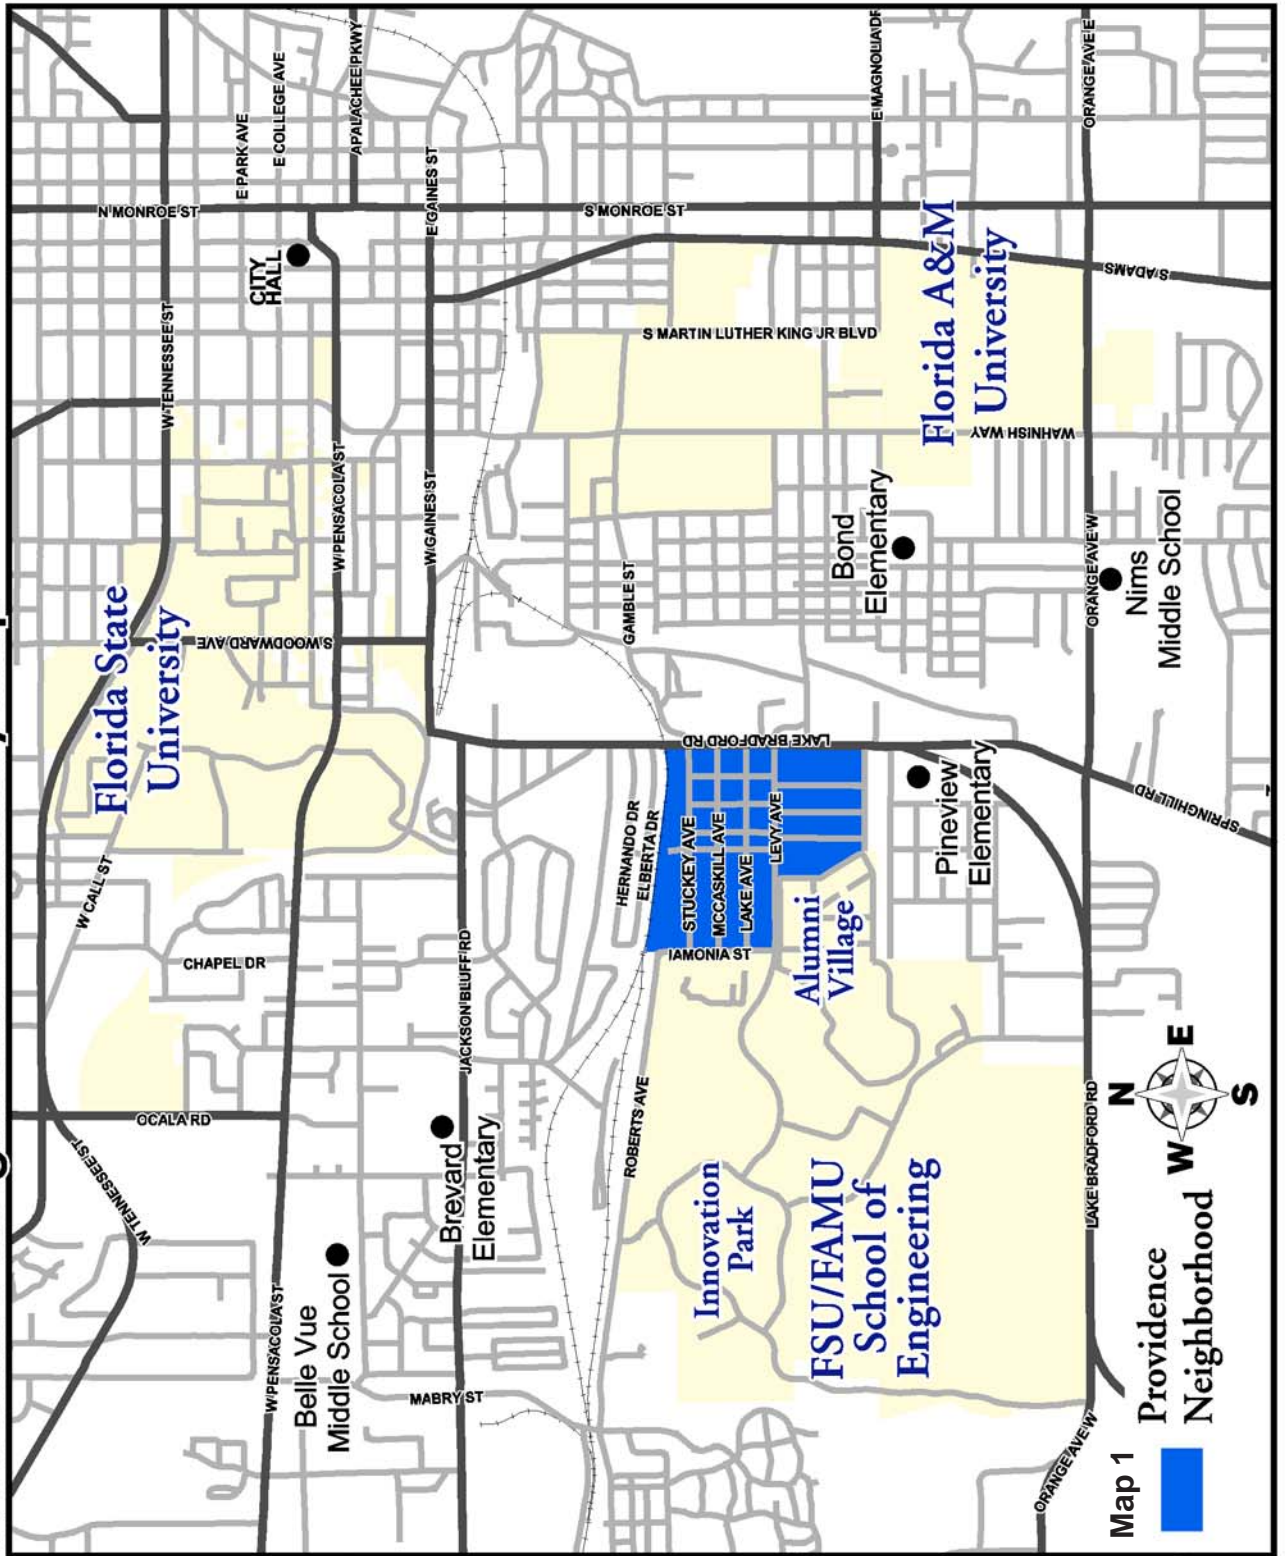 N MONROE ST
E PARK AVE
E COLLEGE AVE
APALACHEE PKWY
E GAINES ST
S MONROE ST
E MAGNOLIA DR
ORANGE AVE E
CITY
HALL
W TENNESSEE ST
S MARTIN LUTHER KING JR BLVD
Florida A&M
University
S ADAMS
WAHNISH WAY
W PENSACOLA ST
W GAINES ST
Florida State
University
S WOODWARD AVE
GAMBLE ST
Bond
Elementary
ORANGE AVE W
Nims
Middle School
LAKE BRADFORD RD
W CALL ST
CHAPEL DR
JACKSON BLUFF RD
HERNANDO DR
ELBERTA DR
STUCKEY AVE
MCCASKILL AVE
LAKE AVE
LEVY AVE
IAMONIA ST
Alumni
Village
Pineview
Elementary
SPRINGHILL RD
OCALA RD
W TENNESSEE ST
Brevard
Elementary
ROBERTS AVE
Innovation
Park
FSU/FAMU
School of
Engineering
LAKE BRADFORD RD
W PENSACOLA ST
Belle Vue
Middle School
MABRY ST
ORANGE AVE W
N
E
S
W
Map 1
Providence
Neighborhood